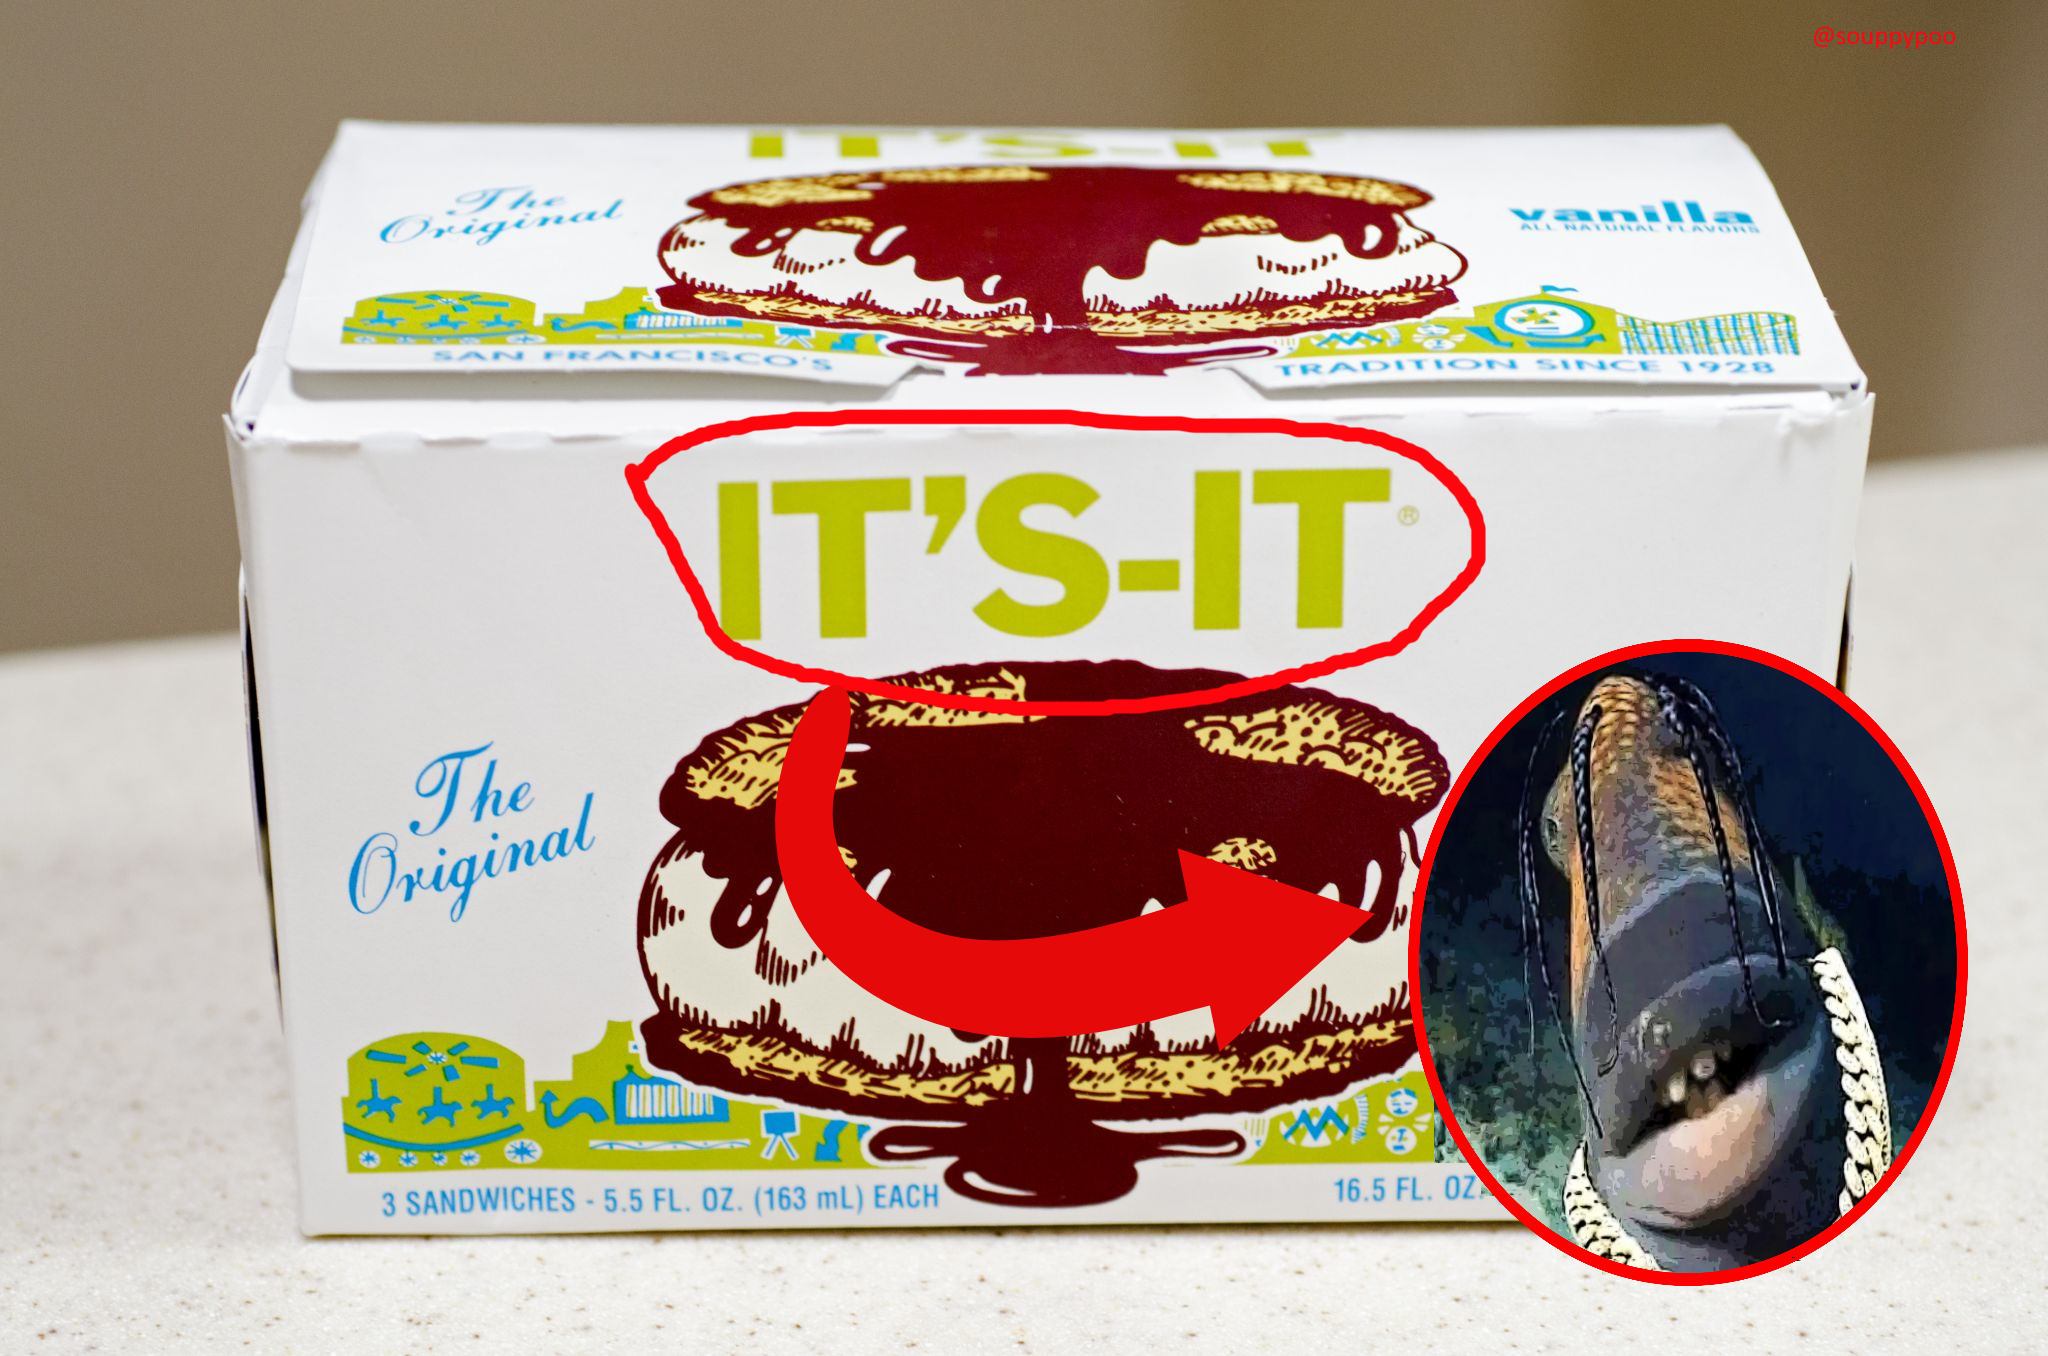 @souppypoo
IT'S-IT
The
Original
vanilla
ALL NATURAL FLAVORS
SAN FRANCISCO'S
TRADITION SINCE 1928
IT'S-IT®
The
Original
3 SANDWICHES - 5.5 FL. OZ. (163 mL) EACH
16.5 FL. OZ.